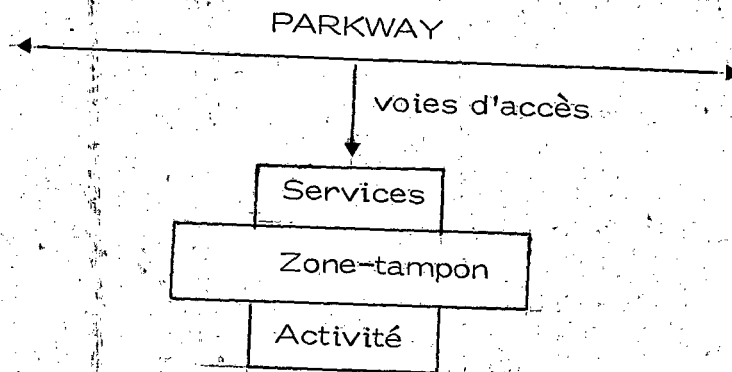 PARKWAY
voies d'accès
Services
Zone-tampon
Activité